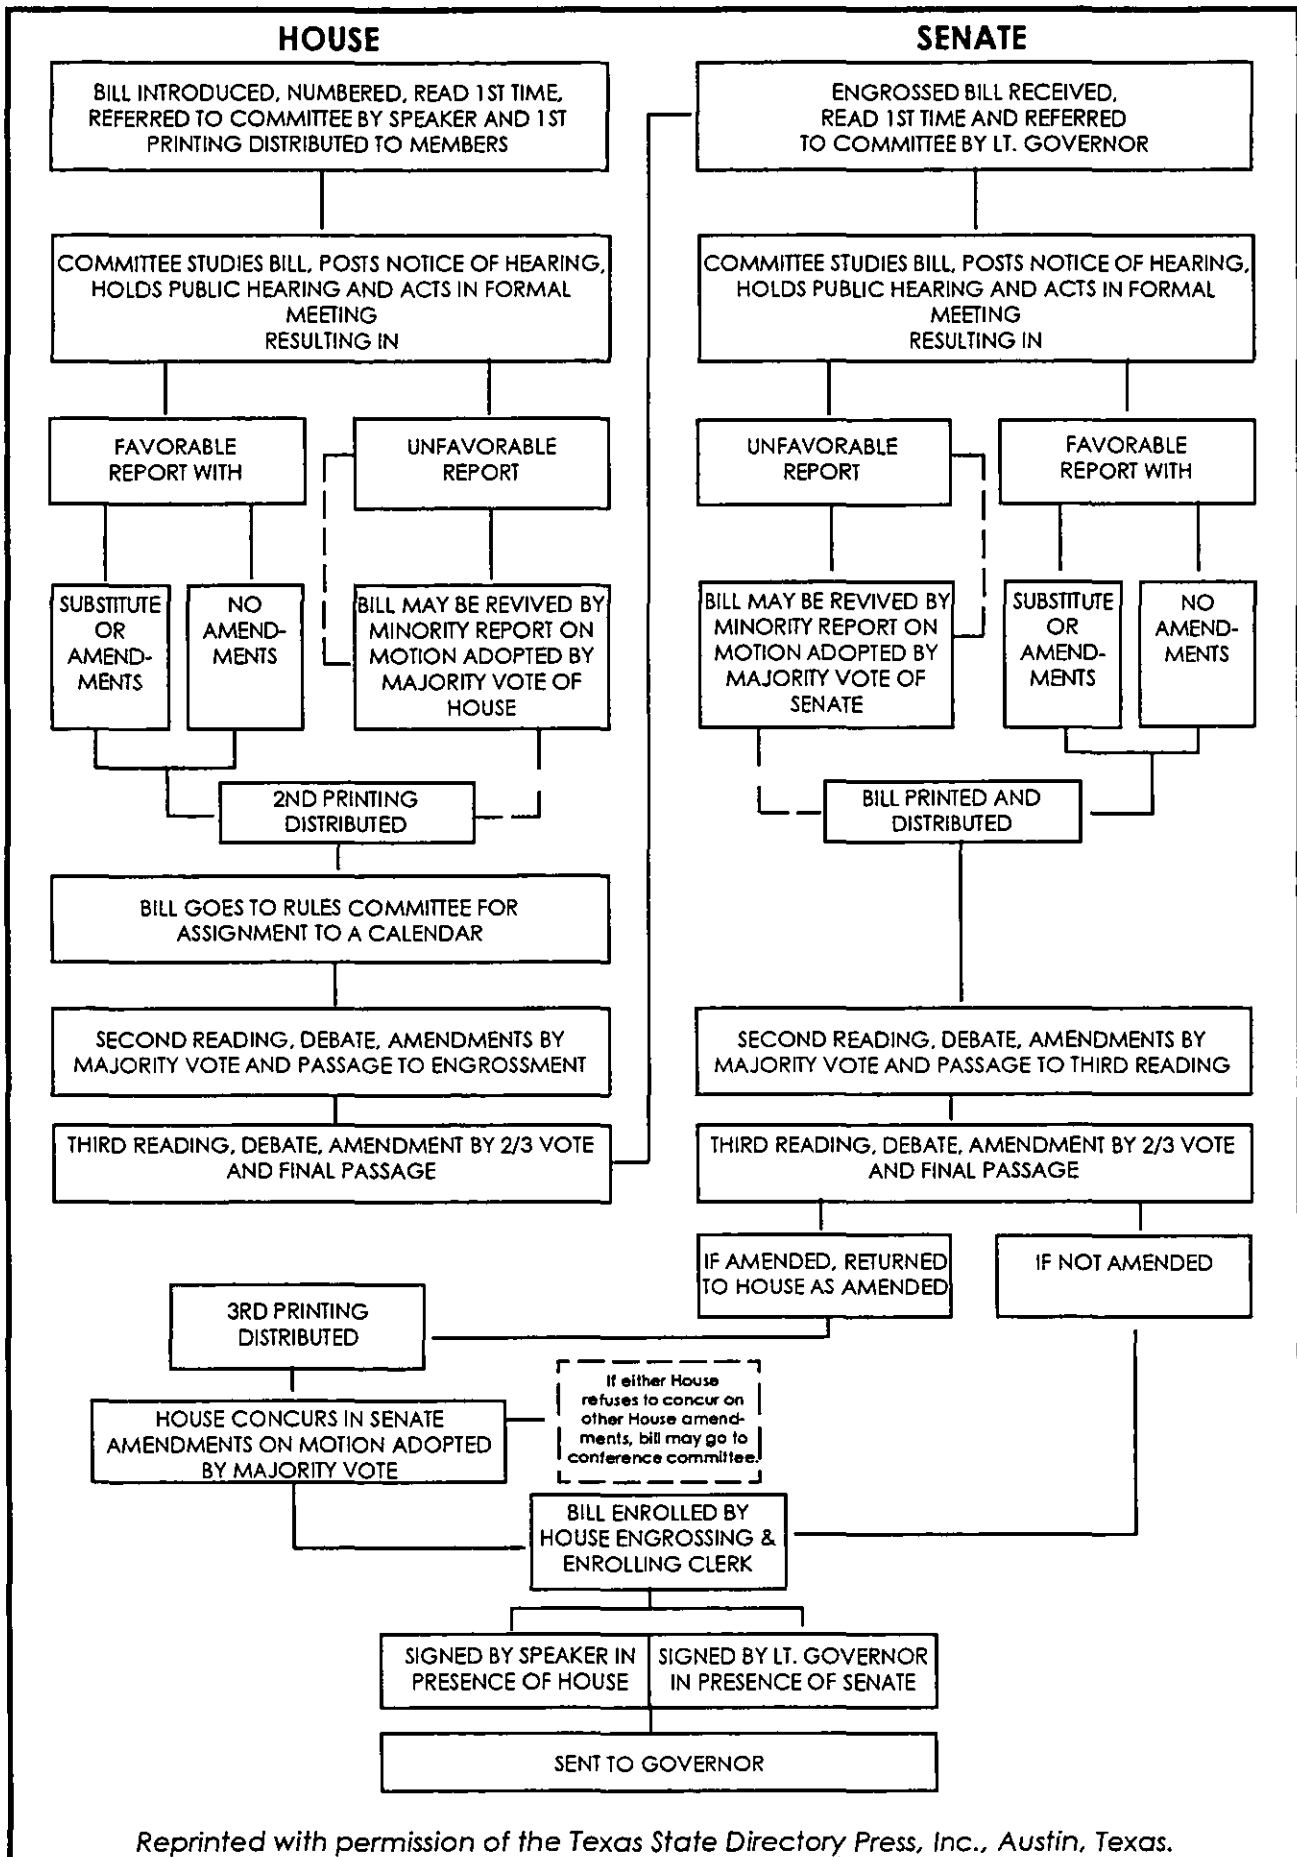 HOUSE
BILL INTRODUCED, NUMBERED, READ 1ST TIME,
REFERRED TO COMMITTEE BY SPEAKER AND 1ST
PRINTING DISTRIBUTED TO MEMBERS
COMMITTEE STUDIES BILL, POSTS NOTICE OF HEARING,
HOLDS PUBLIC HEARING AND ACTS IN FORMAL
MEETING
RESULTING IN
FAVORABLE
REPORT WITH
UNFAVORABLE
REPORT
SUBSTITUTE
OR
AMEND-
MENTS
NO
AMEND-
MENTS
BILL MAY BE REVIVED BY
MINORITY REPORT ON
MOTION ADOPTED BY
MAJORITY VOTE OF
HOUSE
2ND PRINTING
DISTRIBUTED
BILL GOES TO RULES COMMITTEE FOR
ASSIGNMENT TO A CALENDAR
SECOND READING, DEBATE, AMENDMENTS BY
MAJORITY VOTE AND PASSAGE TO ENGROSSMENT
THIRD READING, DEBATE, AMENDMENT BY 2/3 VOTE
AND FINAL PASSAGE
SENATE
ENGROSSED BILL RECEIVED,
READ 1ST TIME AND REFERRED
TO COMMITTEE BY LT. GOVERNOR
COMMITTEE STUDIES BILL, POSTS NOTICE OF HEARING,
HOLDS PUBLIC HEARING AND ACTS IN FORMAL
MEETING
RESULTING IN
UNFAVORABLE
REPORT
FAVORABLE
REPORT WITH
BILL MAY BE REVIVED BY
MINORITY REPORT ON
MOTION ADOPTED BY
MAJORITY VOTE OF
SENATE
SUBSTITUTE
OR
AMEND-
MENTS
NO
AMEND-
MENTS
BILL PRINTED AND
DISTRIBUTED
SECOND READING, DEBATE, AMENDMENTS BY
MAJORITY VOTE AND PASSAGE TO THIRD READING
THIRD READING, DEBATE, AMENDMENT BY 2/3 VOTE
AND FINAL PASSAGE
IF AMENDED, RETURNED
TO HOUSE AS AMENDED
IF NOT AMENDED
3RD PRINTING
DISTRIBUTED
HOUSE CONCURS IN SENATE
AMENDMENTS ON MOTION ADOPTED
BY MAJORITY VOTE
If either House
refuses to concur on
other House amend-
ments, bill may go to
conference committee.
BILL ENROLLED BY
HOUSE ENGROSSING &
ENROLLING CLERK
SIGNED BY SPEAKER IN
PRESENCE OF HOUSE
SIGNED BY LT. GOVERNOR
IN PRESENCE OF SENATE
SENT TO GOVERNOR
Reprinted with permission of the Texas State Directory Press, Inc., Austin, Texas.